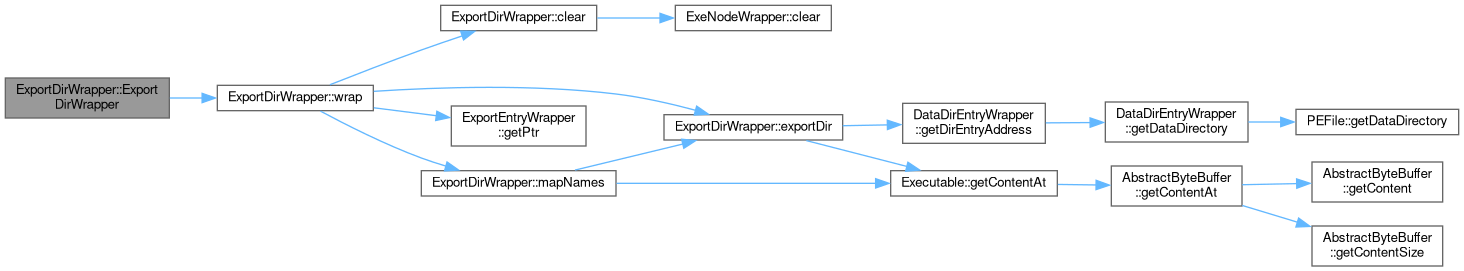 ExportDirWrapper::Export
DirWrapper
ExportDirWrapper::wrap
ExportDirWrapper::clear
ExeNodeWrapper::clear
ExportEntryWrapper
::getPtr
ExportDirWrapper::mapNames
ExportDirWrapper::exportDir
DataDirEntryWrapper
::getDirEntryAddress
DataDirEntryWrapper
::getDataDirectory
PEFile::getDataDirectory
Executable::getContentAt
AbstractByteBuffer
::getContentAt
AbstractByteBuffer
::getContent
AbstractByteBuffer
::getContentSize